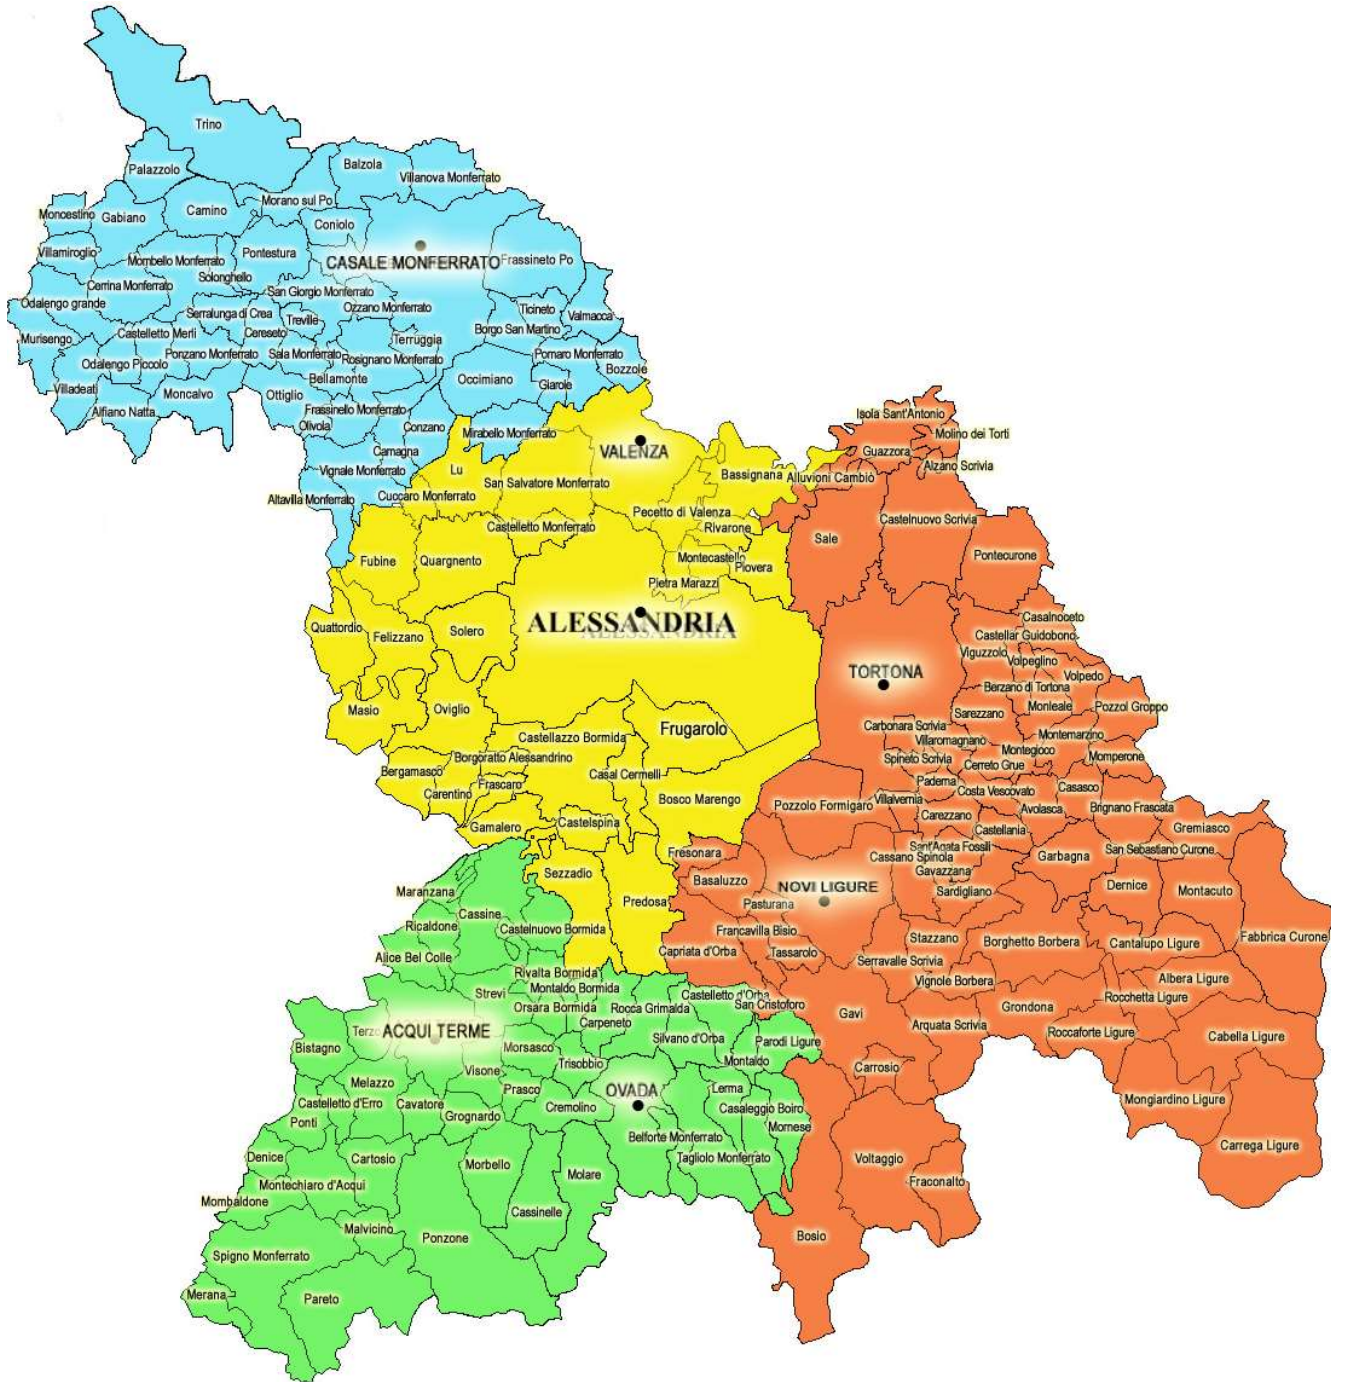 Trino
Palazzolo
Balzola
Villanova Monferrato
Moncestino
Gabiano
Camino
Morano sul Po
Coniolo
Villamiroglio
Mombello Monferrato
Pontestura
CASALE MONFERRATO
Frassineto Po
Solonghello
Cerrina Monferrato
San Giorgio Monferrato
Odalengo grande
Serralunga di Crea
Treville
Ozzano Monferrato
Ticineto
Valmacca
Murisengo
Castelletto Merli
Cereseto
Borgo San Martino
Terruggia
Odalengo Piccolo
Ponzano Monferrato
Sala Monferrato
Rosignano Monferrato
Pomaro Monferrato
Bozzole
Villadeati
Moncalvo
Bellamonte
Occimiano
Giarole
Alfiano Natta
Ottiglio
Frassinello Monferrato
Olivola
Conzano
Mirabello Monferrato
Camagna
Vignale Monferrato
Altavilla Monferrato
Cuccaro Monferrato
Lu
San Salvatore Monferrato
VALENZA
Bassignana
Isola Sant'Antonio
Molino dei Torti
Guazzora
Alzano Scrivia
Alluvioni Cambiò
Pecetto di Valenza
Rivarone
Castelletto Monferrato
Sale
Castelnuovo Scrivia
Pontecurone
Fubine
Quargnento
Montecastello
Piovera
Pietra Marazzi
ALESSANDRIA
Quattordio
Felizzano
Solero
Casalnoceto
Castellar Guidobono
Viguzzolo
Volpeglino
Volpedo
TORTONA
Berzano di Tortona
Monleale
Pozzol Groppo
Masio
Oviglio
Sarezzano
Carbonara Scrivia
Villaromagnano
Montemarzino
Montegioco
Momperone
Frugarolo
Castellazzo Bormida
Borgoratto Alessandrino
Spineto Scrivia
Cerreto Grue
Bergamasco
Carentino
Frascaro
Casal Cermelli
Paderna
Costa Vescovato
Casasco
Bosco Marengo
Pozzolo Formigaro
Villalvernia
Carezzano
Avolasca
Brignano Frascata
Gamalero
Castelspina
Castellania
Gremiasco
Fresonara
Sant'Agata Fossili
Cassano Spinola
Garbagna
San Sebastiano Curone
Sezzadio
Basaluzzo
NOVI LIGURE
Gavazzana
Sardigliano
Dernice
Montacuto
Maranzana
Predosa
Pasturana
Cassine
Ricaldone
Castelnuovo Bormida
Francavilla Bisio
Stazzano
Borghetto Borbera
Cantalupo Ligure
Fabbrica Curone
Alice Bel Colle
Capriata d'Orba
Tassarolo
Serravalle Scrivia
Rivalta Bormida
Montaldo Bormida
Vignole Borbera
Albera Ligure
Strevi
Castelletto d'Orba
San Cristoforo
Rocchetta Ligure
Orsara Bormida
Rocca Grimalda
Gavi
Grondona
Carpeneto
Arquata Scrivia
Roccaforte Ligure
Terzo
ACQUI TERME
Silvano d'Orba
Parodi Ligure
Cabella Ligure
Bistagno
Morsasco
Trisobbio
Montaldo
Carrosio
Visone
Melazzo
Prasco
OVADA
Lerma
Castelletto d'Erro
Cavatore
Grognardo
Cremolino
Casaleggio Boiro
Mornese
Mongiardino Ligure
Ponti
Belforte Monferrato
Carrega Ligure
Denice
Cartosio
Morbello
Molare
Tagliolo Monferrato
Voltaggio
Montechiaro d'Acqui
Fraconalto
Mombaldone
Cassinelle
Malvicino
Ponzone
Bosio
Spigno Monferrato
Merana
Pareto